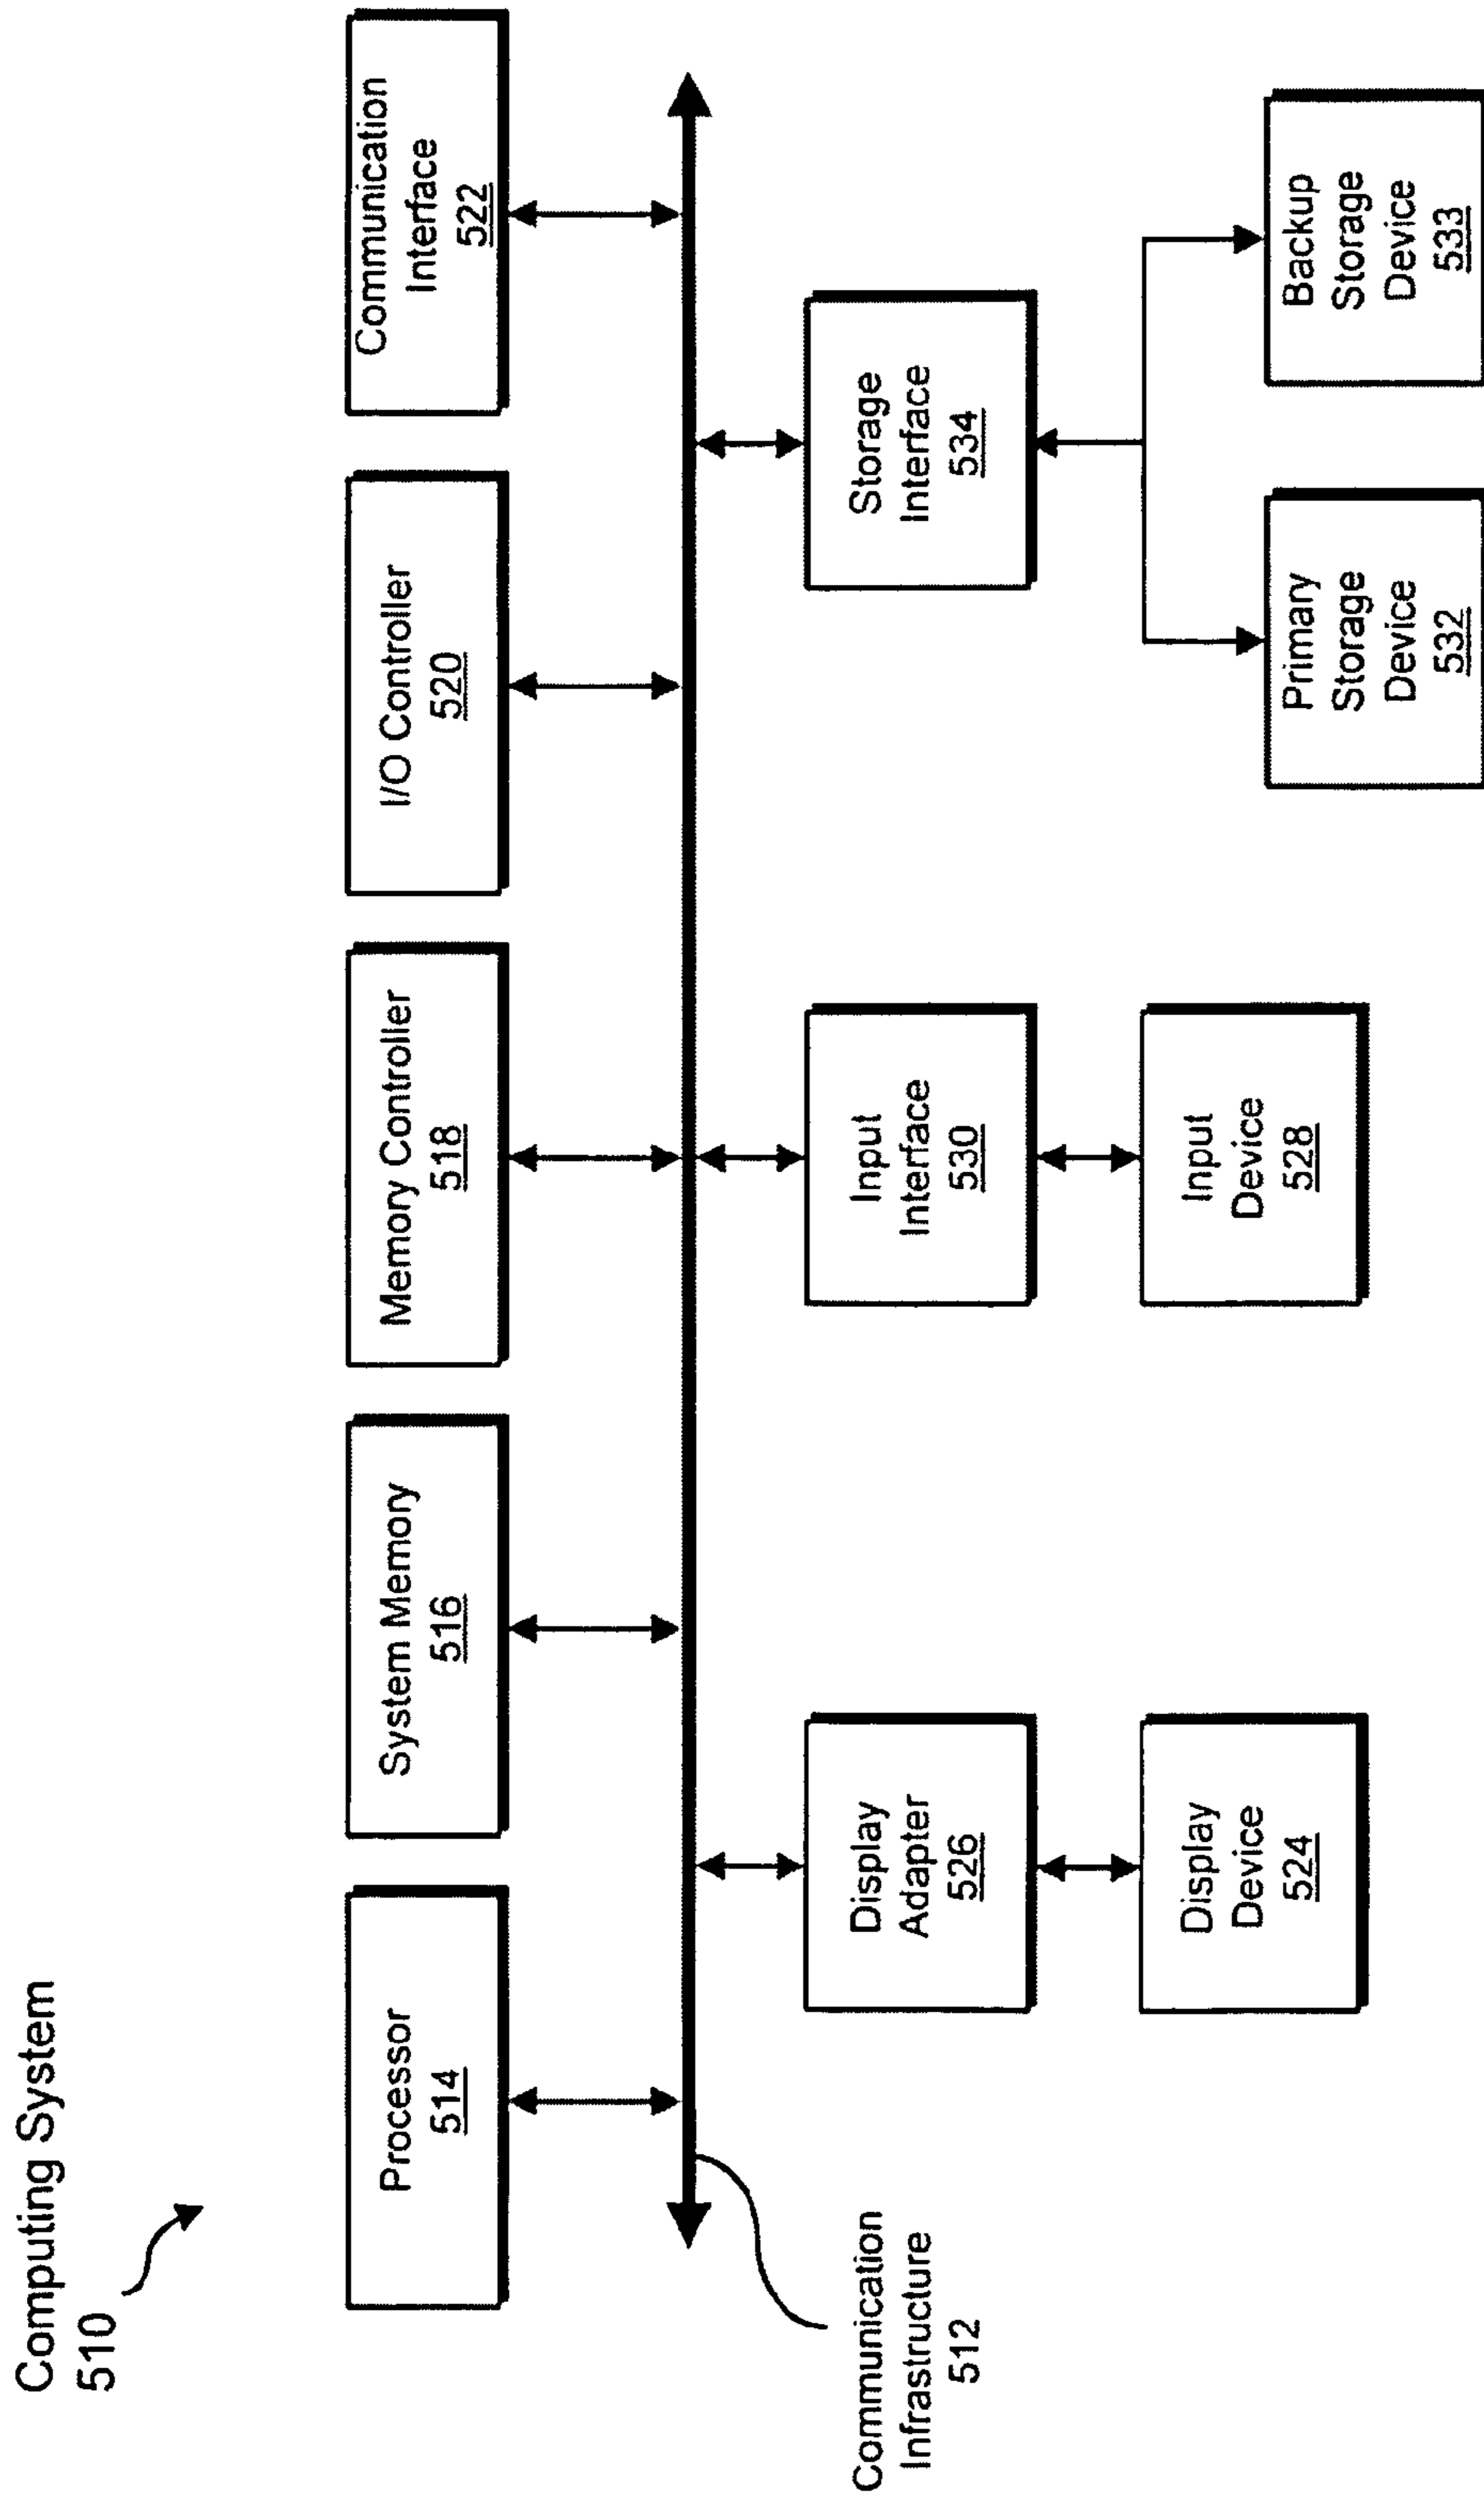 Computing System
510
Processor
514
System Memory
516
Memory Controller
518
I/O Controller
520
Communication
Interface
522
Communication
Infrastructure
512
Display
Adapter
526
Input
Interface
530
Storage
Interface
534
Display
Device
524
Input
Device
528
Primary
Storage
Device
532
Backup
Storage
Device
533